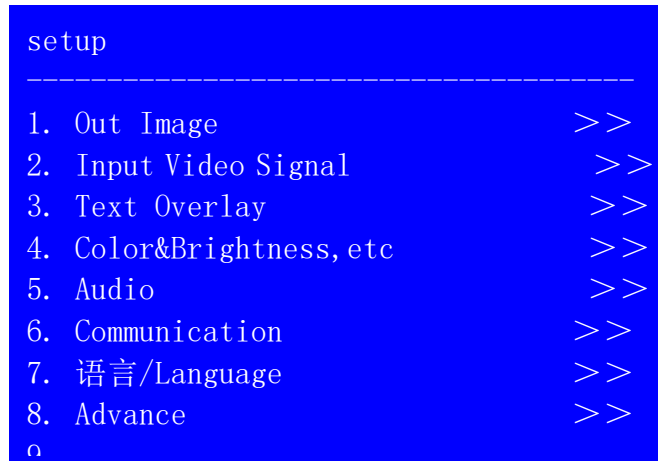 setup
--------------------------------------
1. Out Image >>
2. Input Video Signal >>
3. Text Overlay >>
4. Color&Brightness,etc >>
5. Audio >>
6. Communication >>
7. 语言/Language >>
8. Advance >>